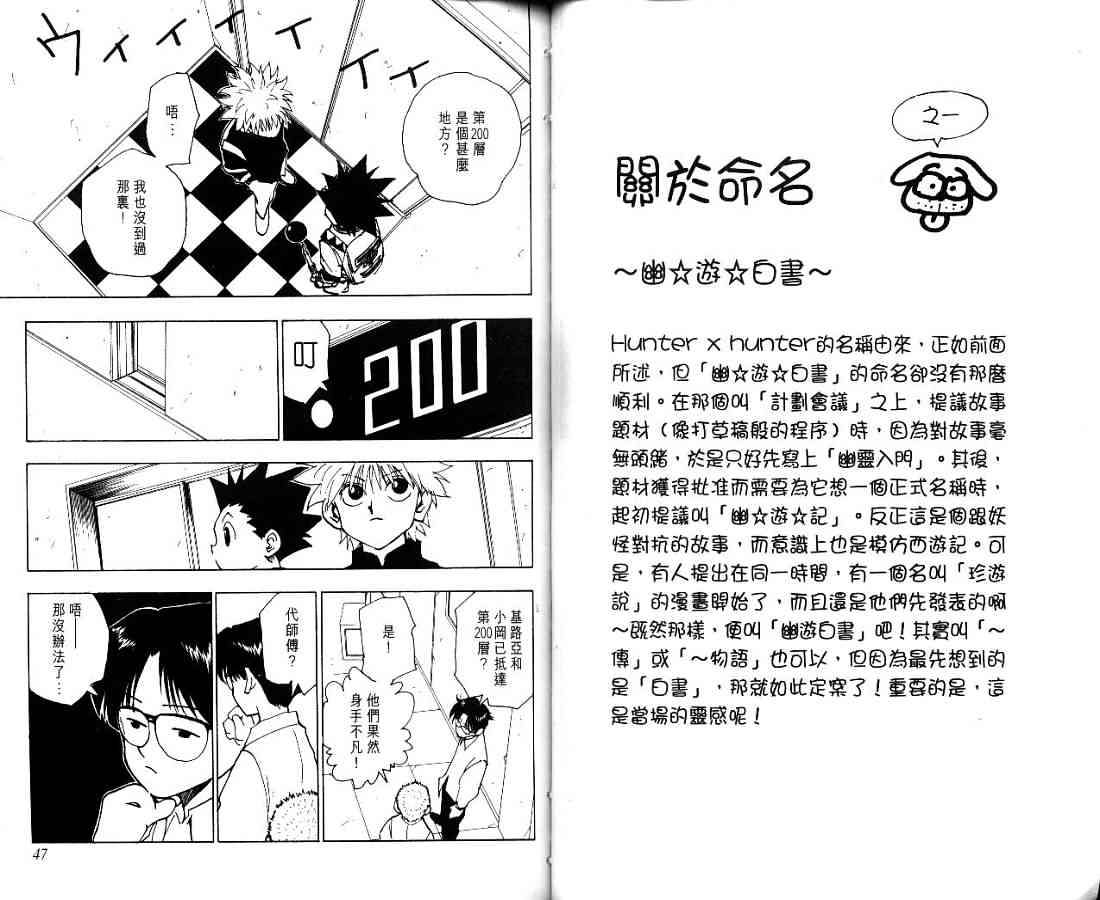 ウィィィィィィ
第200層
是個甚麼
地方?
唔…
我也沒到過
那裏!
叮
200
基路亞和
小岡已抵達
第200層?
是!
他們果然
身手不凡!
代師傅?
唔——
那沒辦法了…
47
之一
關於命名
~幽☆遊☆白書~
Hunter x hunter的名稱由來,正如前面
所述,但「幽☆遊☆白書」的命名卻沒有那麼
順利。在那個叫「計劃會議」之上,提議故事
題材(像打草稿般的程序)時,因為對故事毫
無頭緒,於是只好先寫上「幽靈入門」。其後,
題材獲得批准而需要為它想一個正式名稱時,
起初提議叫「幽☆遊☆記」。反正這是個跟妖
怪對抗的故事,而意識上也是模仿西遊記。可
是,有人提出在同一時間,有一個名叫「珍遊
說」的漫畫開始了,而且還是他們先發表的啊
~既然那樣,便叫「幽遊白書」吧!其實叫「~
傳」或「~物語」也可以,但因為最先想到的
是「白書」,那就如此定案了!重要的是,這
是當場的靈感呢!